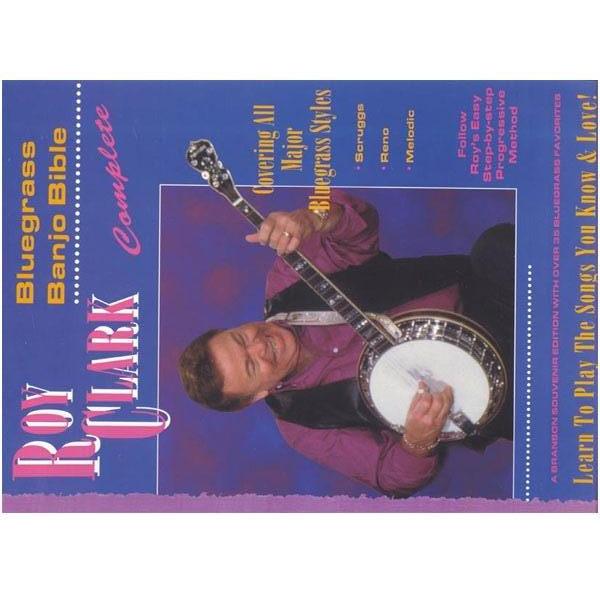 ROY
CLARK
Bluegrass
Banjo Bible
Complete
Covering All
Major
Bluegrass Styles
• Scruggs
• Reno
• Melodic
Follow
Roy's Easy
Step-by-step
Progressive
Method
A BRANSON SOUVENIR EDITION WITH OVER 35 BLUEGRASS FAVORITES
Learn To Play The Songs You Know & Love!